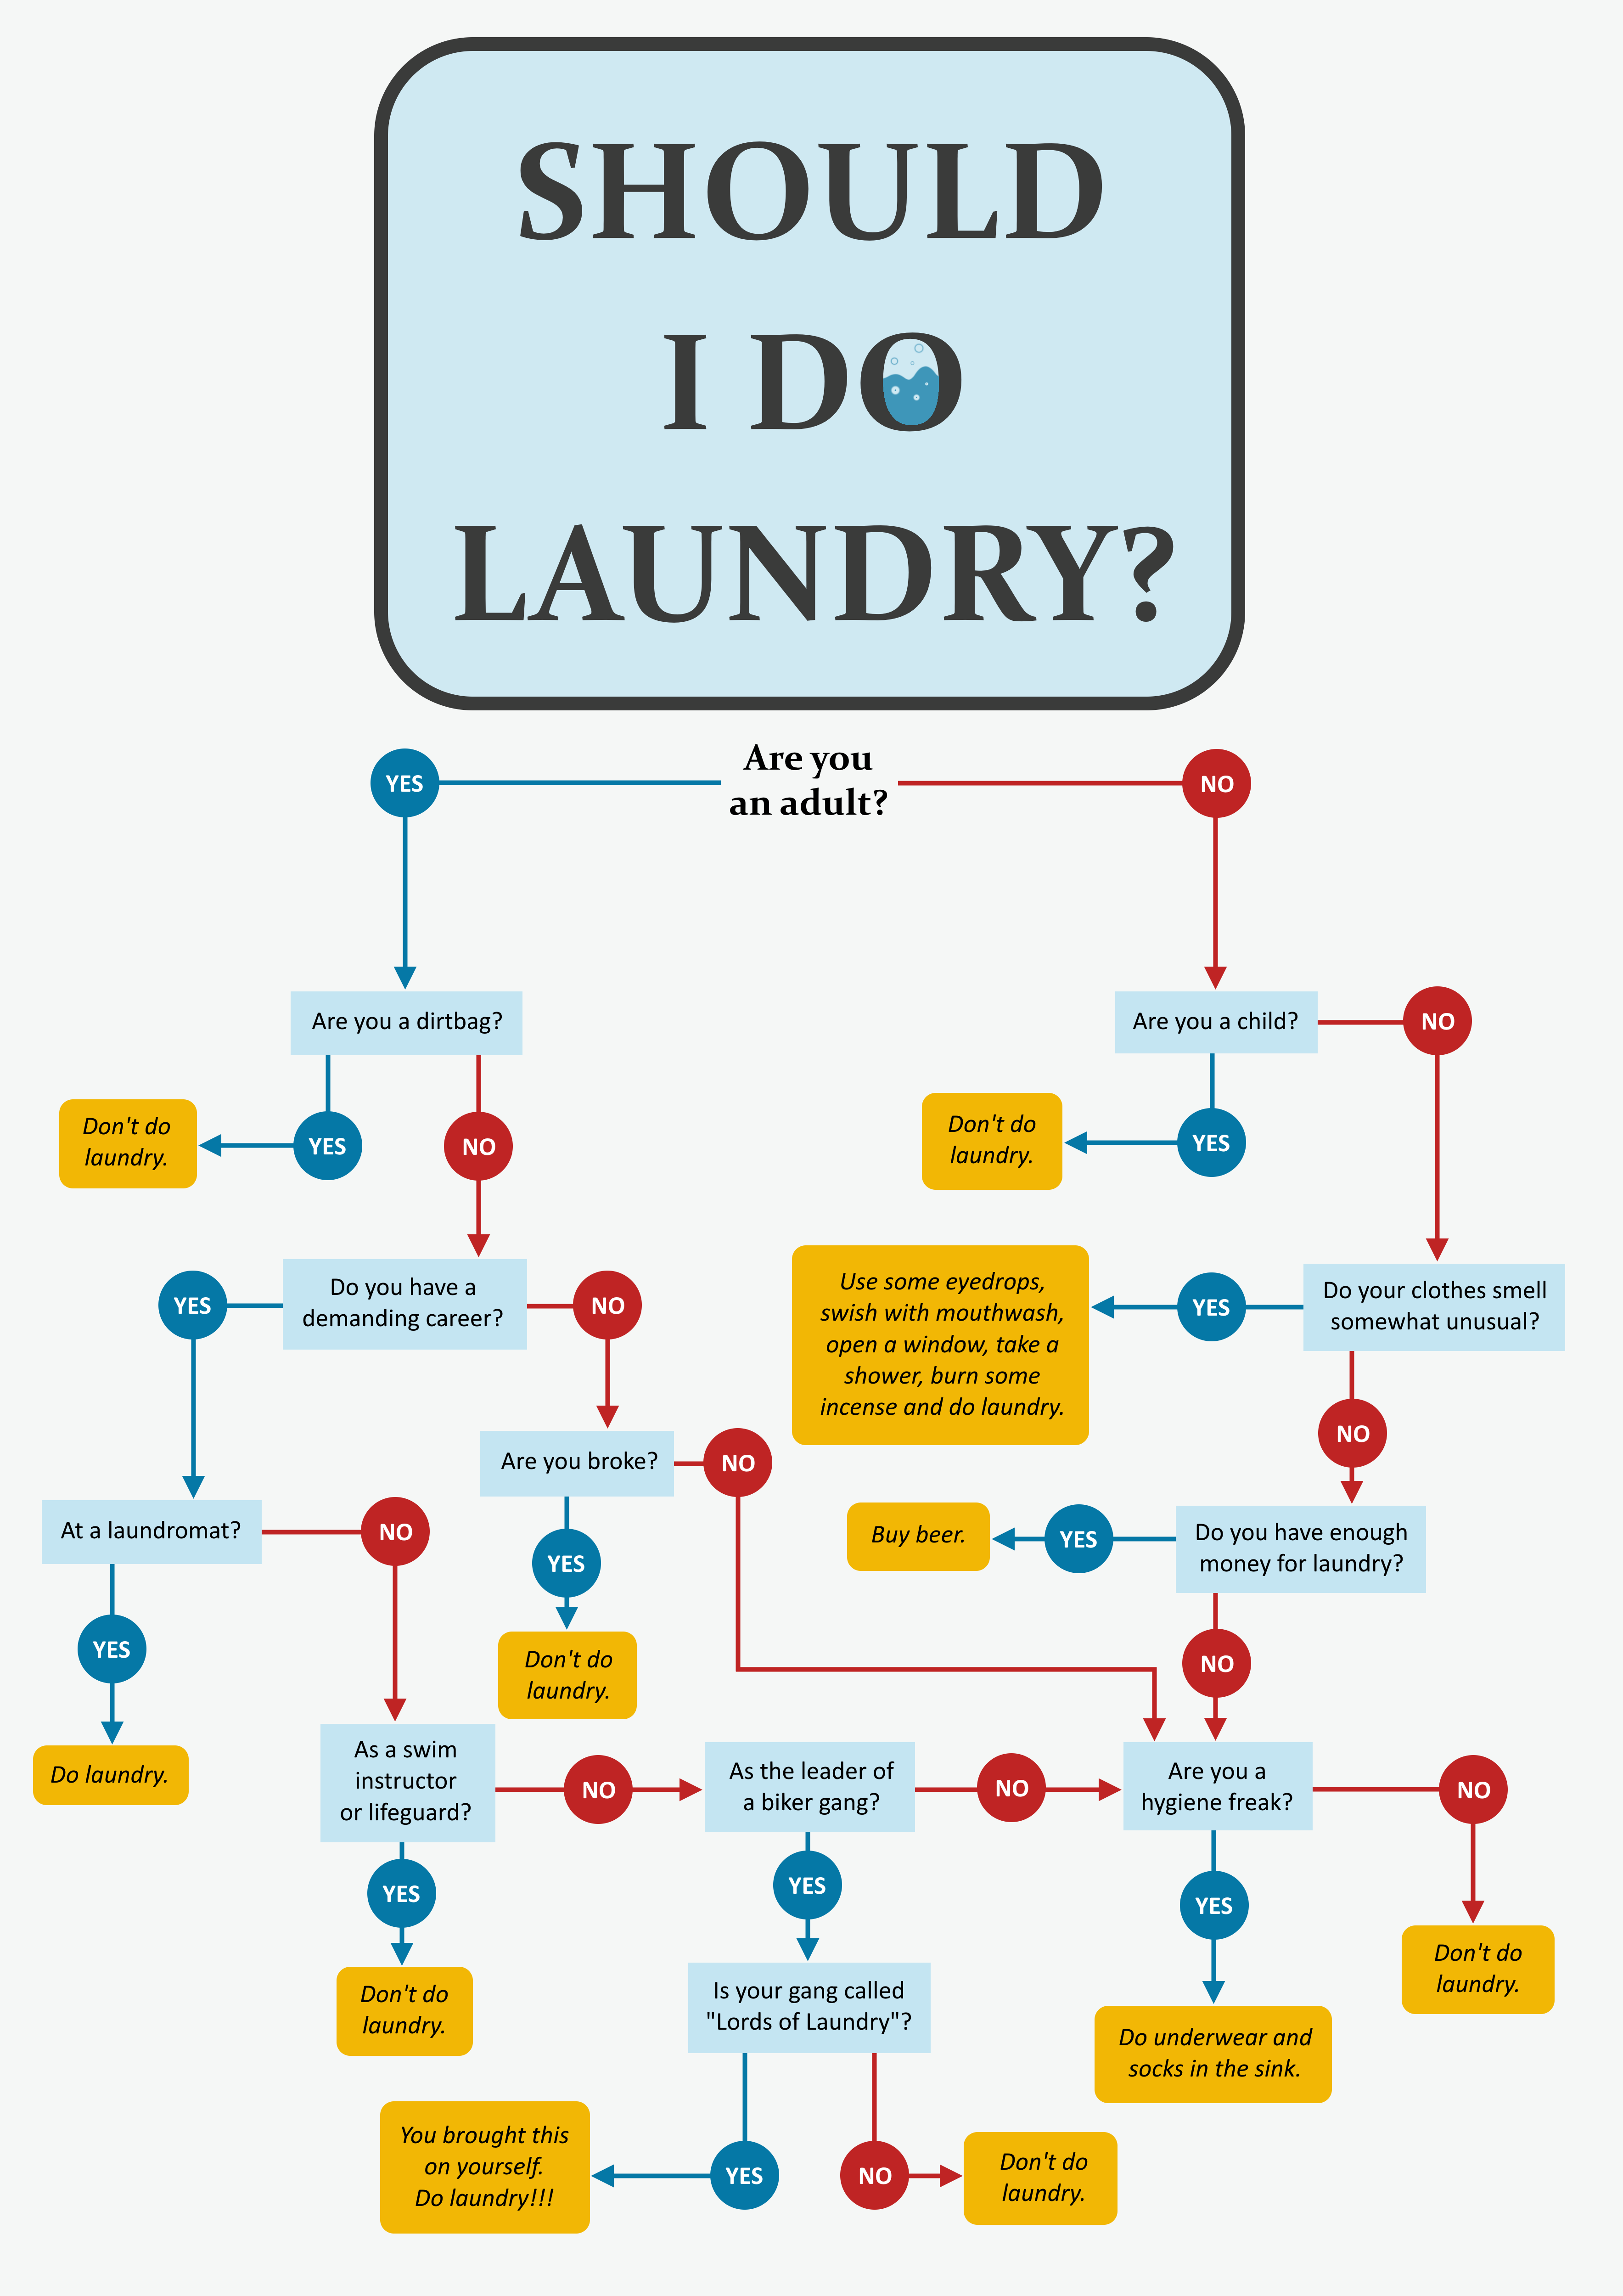 SHOULD
I DO
LAUNDRY?
Are you
an adult?
YES
NO
Are you a dirtbag?
Are you a child?
NO
Don't do
laundry.
YES
NO
Don't do
laundry.
YES
YES
Do you have a
demanding career?
NO
Use some eyedrops,
swish with mouthwash,
open a window, take a
shower, burn some
incense and do laundry.
YES
Do your clothes smell
somewhat unusual?
NO
Are you broke?
NO
At a laundromat?
NO
YES
Buy beer.
YES
Do you have enough
money for laundry?
YES
Don't do
laundry.
NO
Do laundry.
As a swim
instructor
or lifeguard?
NO
As the leader of
a biker gang?
NO
Are you a
hygiene freak?
NO
YES
YES
YES
Don't do
laundry.
Don't do
laundry.
Is your gang called
"Lords of Laundry"?
Do underwear and
socks in the sink.
You brought this
on yourself.
Do laundry!!!
YES
NO
Don't do
laundry.